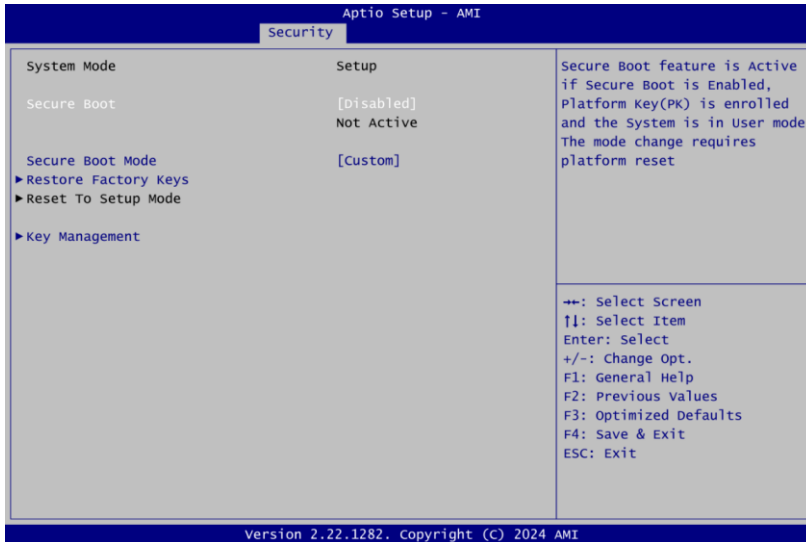 Aptio Setup - AMI
Security
System Mode Setup
Secure Boot [Disabled]
Not Active
Secure Boot Mode [Custom]
►Restore Factory Keys
►Reset To Setup Mode
►Key Management
Secure Boot feature is Active
if Secure Boot is Enabled,
Platform Key(PK) is enrolled
and the System is in User mode
The mode change requires
platform reset
→←: Select Screen
↑↓: Select Item
Enter: Select
+/-: Change Opt.
F1: General Help
F2: Previous Values
F3: Optimized Defaults
F4: Save & Exit
ESC: Exit
Version 2.22.1282. Copyright (C) 2024 AMI